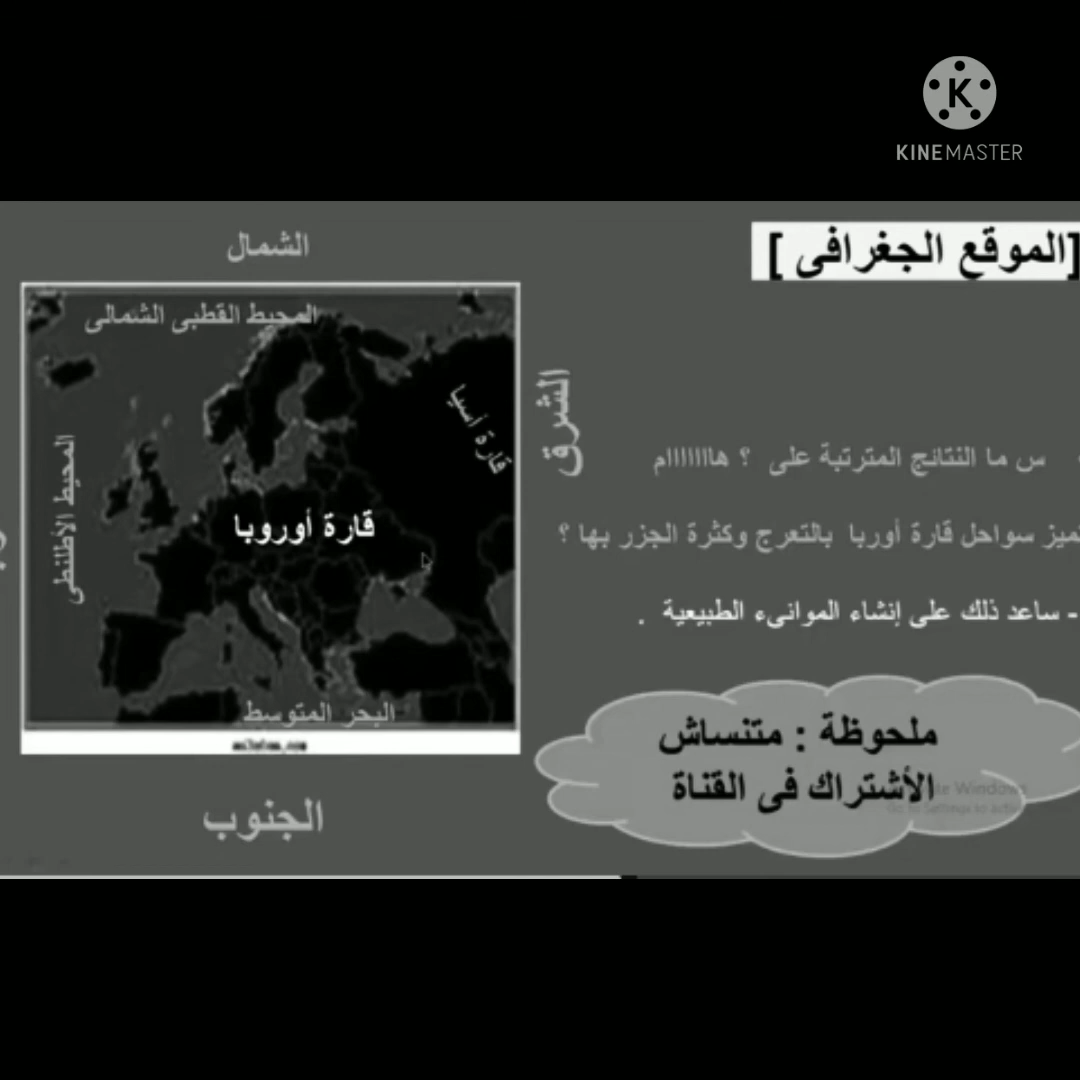 KINEMASTER
[الموقع الجغرافى ]
الشمال
المحيط القطبى الشمالى
قارة أسيا
الشرق
المحيط الأطلنطى
قارة أوروبا
البحر المتوسط
الجنوب
س ما النتائج المترتبة على ؟ هااااااام
سواحل قارة أوربا بالتعرج وكثرة الجزر بها ؟
- ساعد ذلك على إنشاء الموانىء الطبيعية .
ملحوظة : متنساش
الأشتراك فى القناة